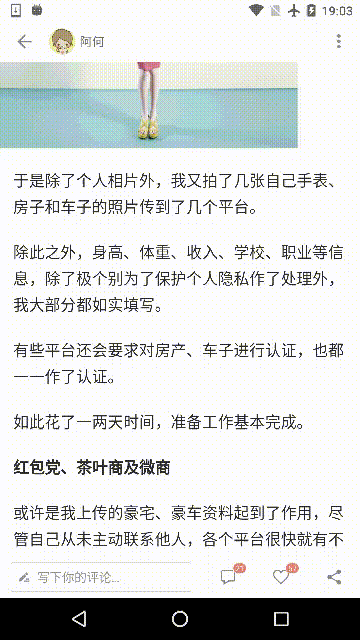 19:03
阿何
于是除了个人相片外，我又拍了几张自己手表、
房子和车子的照片传到了几个平台。
除此之外，身高、体重、收入、学校、职业等信
息，除了极个别为了保护个人隐私作了处理外，
我大部分都如实填写。
有些平台还会要求对房产、车子进行认证，也都
一一作了认证。
如此花了一两天时间，准备工作基本完成。
红包党、茶叶商及微商
或许是我上传的豪宅、豪车资料起到了作用，尽
管自己从未主动联系他人，各个平台很快就有不
写下你的评论...